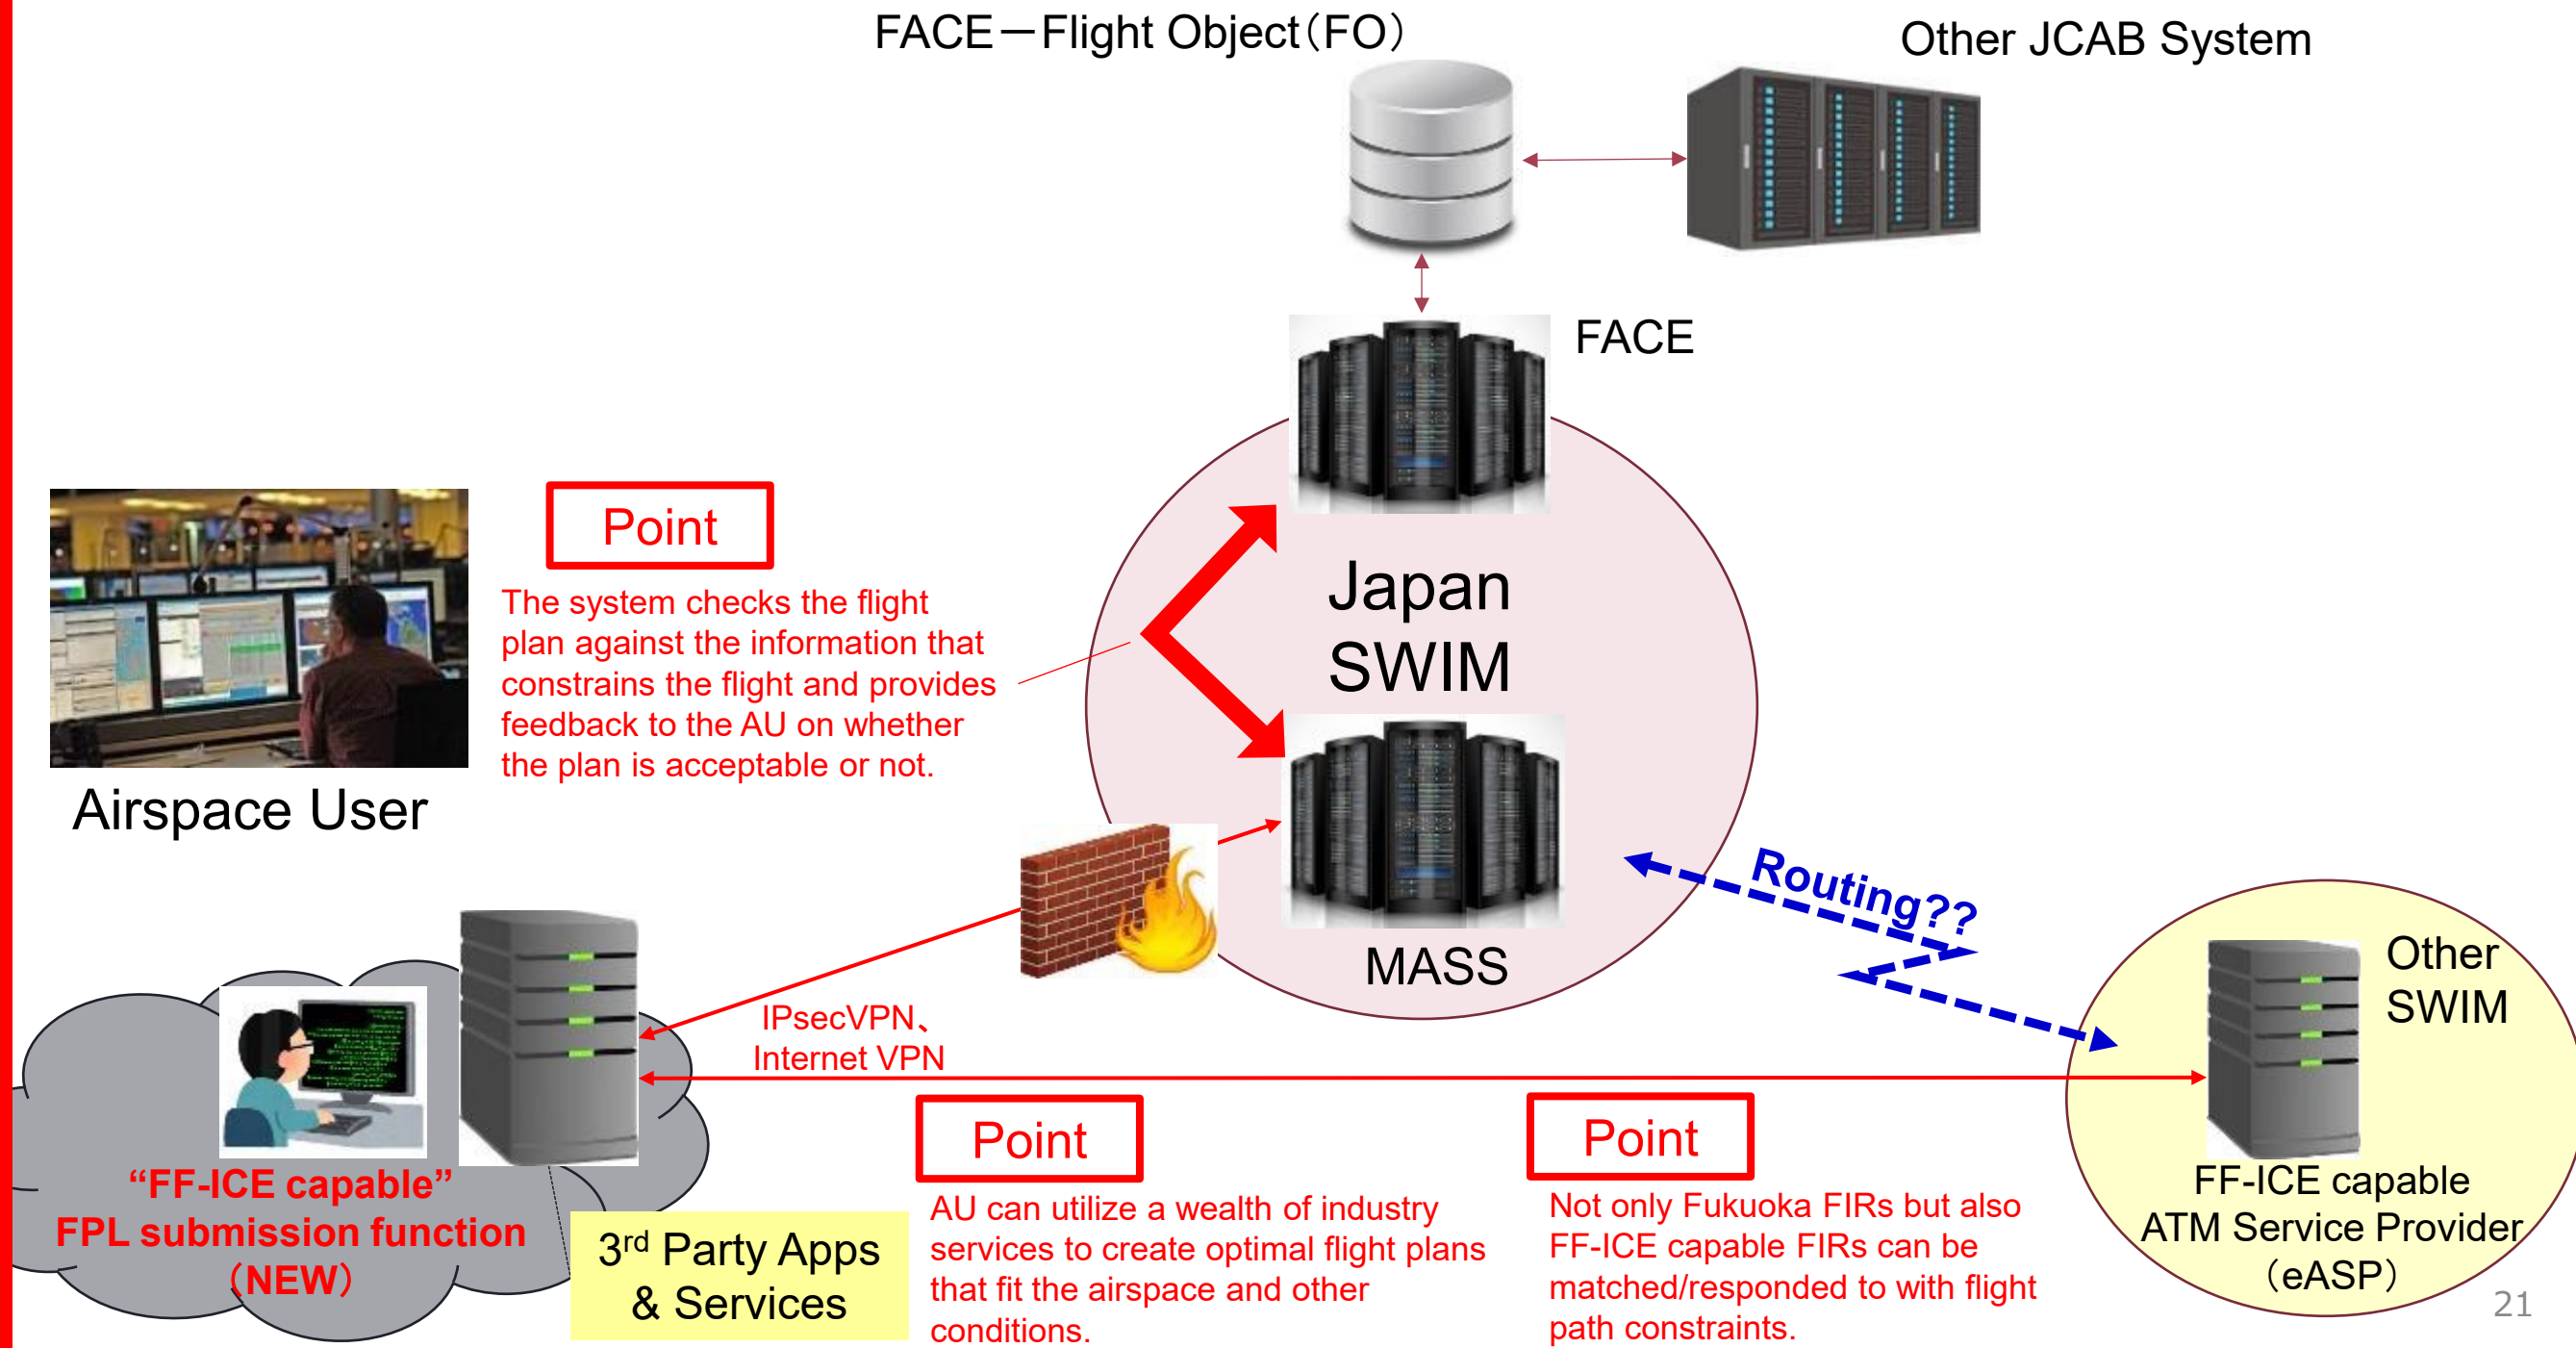 FACE－Flight Object（FO）
Other JCAB System
FACE
Point
The system checks the flight
plan against the information that
constrains the flight and provides
feedback to the AU on whether
the plan is acceptable or not.
Japan
SWIM
Airspace User
MASS
Routing??
Other
SWIM
IPsecVPN、
Internet VPN
“FF-ICE capable”
FPL submission function
（NEW）
3rd Party Apps
& Services
Point
AU can utilize a wealth of industry
services to create optimal flight plans
that fit the airspace and other
conditions.
Point
Not only Fukuoka FIRs but also
FF-ICE capable FIRs can be
matched/responded to with flight
path constraints.
FF-ICE capable
ATM Service Provider
（eASP）
21